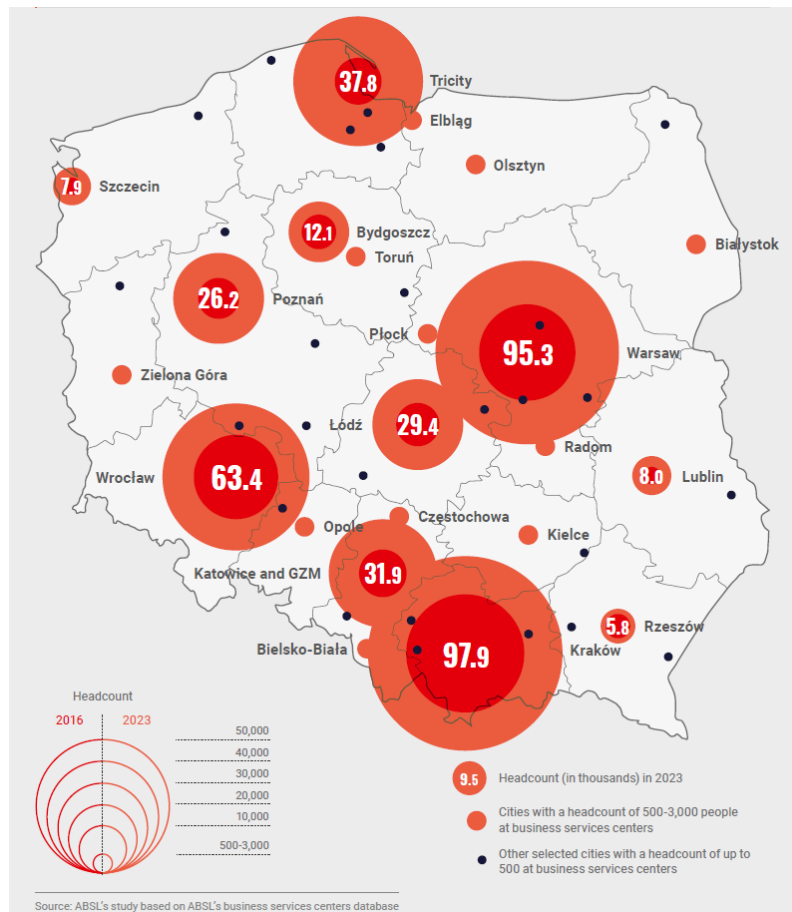 37.8
Tricity
Elbląg
Olsztyn
7.9
Szczecin
12.1
Bydgoszcz
Toruń
Białystok
26.2
Poznań
Płock
95.3
Warsaw
Zielona Góra
Łódź
29.4
Radom
Wrocław
63.4
8.0
Lublin
Opole
Częstochowa
Kielce
Katowice and GZM
31.9
5.8
Rzeszów
Bielsko-Biała
97.9
Kraków
Headcount
2016
2023
50,000
40,000
30,000
20,000
10,000
500-3,000
9.5
Headcount (in thousands) in 2023
Cities with a headcount of 500-3,000 people
at business services centers
Other selected cities with a headcount of up to
500 at business services centers
Source: ABSL's study based on ABSL's business services centers database